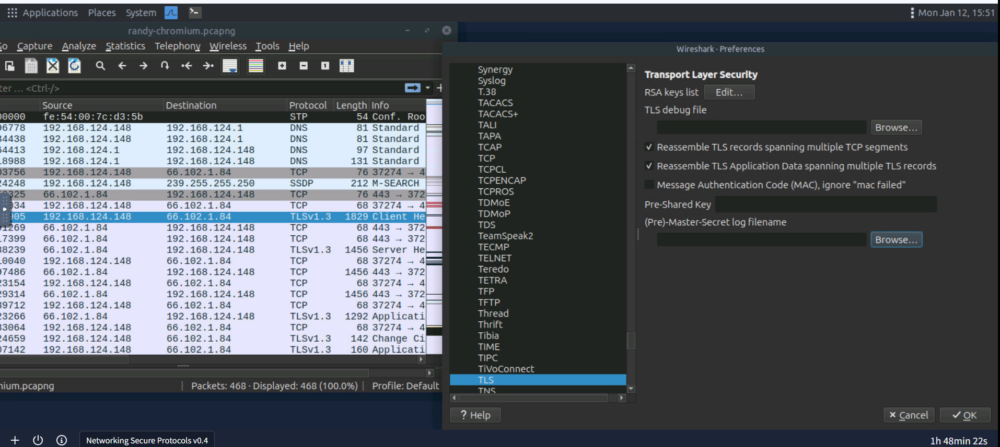 Applications Places System Mon Jan 12, 15:51
randy-chromium.pcapng
Go Capture Analyze Statistics Telephony Wireless Tools Help
ter … <Ctrl-/>
Source Destination Protocol Length Info
00000 fe:54:00:7c:d3:5b STP 54 Conf. Roo
96778 192.168.124.148 192.168.124.1 DNS 81 Standard
34438 192.168.124.148 192.168.124.1 DNS 81 Standard
64413 192.168.124.1 192.168.124.148 DNS 97 Standard
18988 192.168.124.1 192.168.124.148 DNS 131 Standard
03756 192.168.124.148 66.102.1.84 TCP 76 37274 → 4
24248 192.168.124.148 239.255.255.250 SSDP 212 M-SEARCH
325 66.102.1.84 192.168.124.148 TCP 76 443 → 372
034 192.168.124.148 66.102.1.84 TCP 68 37274 → 4
905 192.168.124.148 66.102.1.84 TLSv1.3 1829 Client He
91269 66.102.1.84 192.168.124.148 TCP 68 443 → 372
17399 66.102.1.84 192.168.124.148 TCP 68 443 → 372
38239 66.102.1.84 192.168.124.148 TLSv1.3 1456 Server He
10040 192.168.124.148 66.102.1.84 TCP 68 37274 → 4
97486 66.102.1.84 192.168.124.148 TCP 1456 443 → 372
23154 192.168.124.148 66.102.1.84 TCP 68 37274 → 4
29314 66.102.1.84 192.168.124.148 TCP 1456 443 → 372
39712 192.168.124.148 66.102.1.84 TCP 68 37274 → 4
23266 66.102.1.84 192.168.124.148 TLSv1.3 1292 Applicati
33064 192.168.124.148 66.102.1.84 TCP 68 37274 → 4
24659 192.168.124.148 66.102.1.84 TLSv1.3 142 Change Ci
07142 192.168.124.148 66.102.1.84 TLSv1.3 160 Applicati
mium.pcapng Packets: 468 · Displayed: 468 (100.0%) Profile: Default
Wireshark · Preferences
Synergy
Syslog
T.38
TACACS
TACACS+
TALI
TAPA
TCAP
TCP
TCPCL
TCPENCAP
TCPROS
TDMoE
TDMoP
TDS
TeamSpeak2
TECMP
TELNET
Teredo
TETRA
TFP
TFTP
Thread
Thrift
Tibia
TIME
TIPC
TiVoConnect
TLS
TNS
Transport Layer Security
RSA keys list Edit…
TLS debug file
Browse…
Reassemble TLS records spanning multiple TCP segments
Reassemble TLS Application Data spanning multiple TLS records
Message Authentication Code (MAC), ignore "mac failed"
Pre-Shared Key
(Pre)-Master-Secret log filename
Browse…
? Help Cancel OK
Networking Secure Protocols v0.4 1h 48min 22s